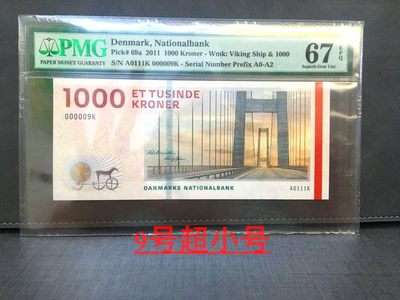 PMG
PAPER MONEY GUARANTY
Denmark, Nationalbank
Pick# 69a 2011 1000 Kroner - Wmk: Viking Ship & 1000
S/N A0111K 000009K - Serial Number Prefix A0-A2
67 EPQ
Superb Gem Unc
1000 ET TUSINDE
KRONER
000009K
DANMARKS NATIONALBANK
A0111K
9号超小号